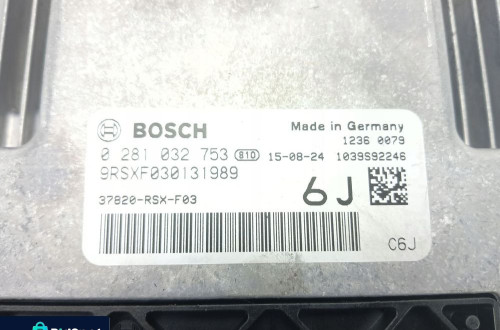 BOSCH
Made in Germany
1236 0079
0 281 032 753 810 15-08-24 1039S92246
9RSXF030131989
6J
37820-RSX-F03
C6J